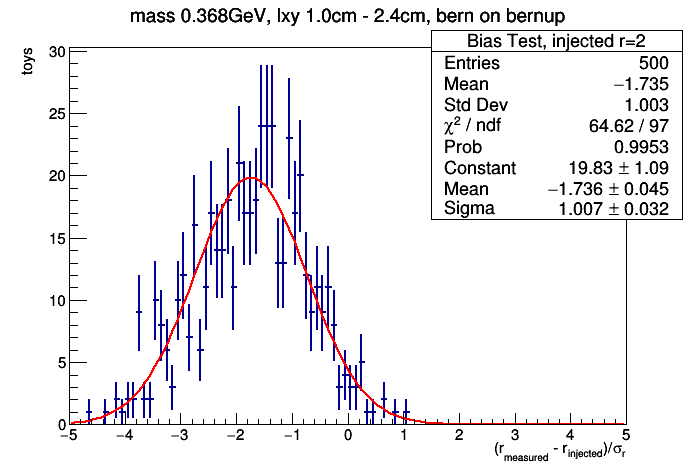 mass 0.368GeV, lxy 1.0cm - 2.4cm, bern on bernup
Bias Test, injected r=2
Entries 500
Mean −1.735
Std Dev 1.003
χ² / ndf 64.62 / 97
Prob 0.9953
Constant 19.83 ± 1.09
Mean −1.736 ± 0.045
Sigma 1.007 ± 0.032
toys
30
25
20
15
10
5
0
−5 −4 −3 −2 −1 0 1 2 3 4 5
(r_measured - r_injected)/σ_r